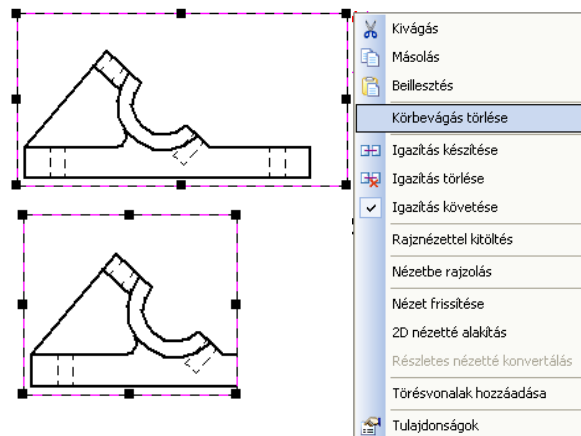 Kivágás
Másolás
Beillesztés
Körbevágás törlése
Igazítás készítése
Igazítás törlése
Igazítás követése
Rajznézettel kitöltés
Nézetbe rajzolás
Nézet frissítése
2D nézetté alakítás
Részletes nézetté konvertálás
Törésvonalak hozzáadása
Tulajdonságok